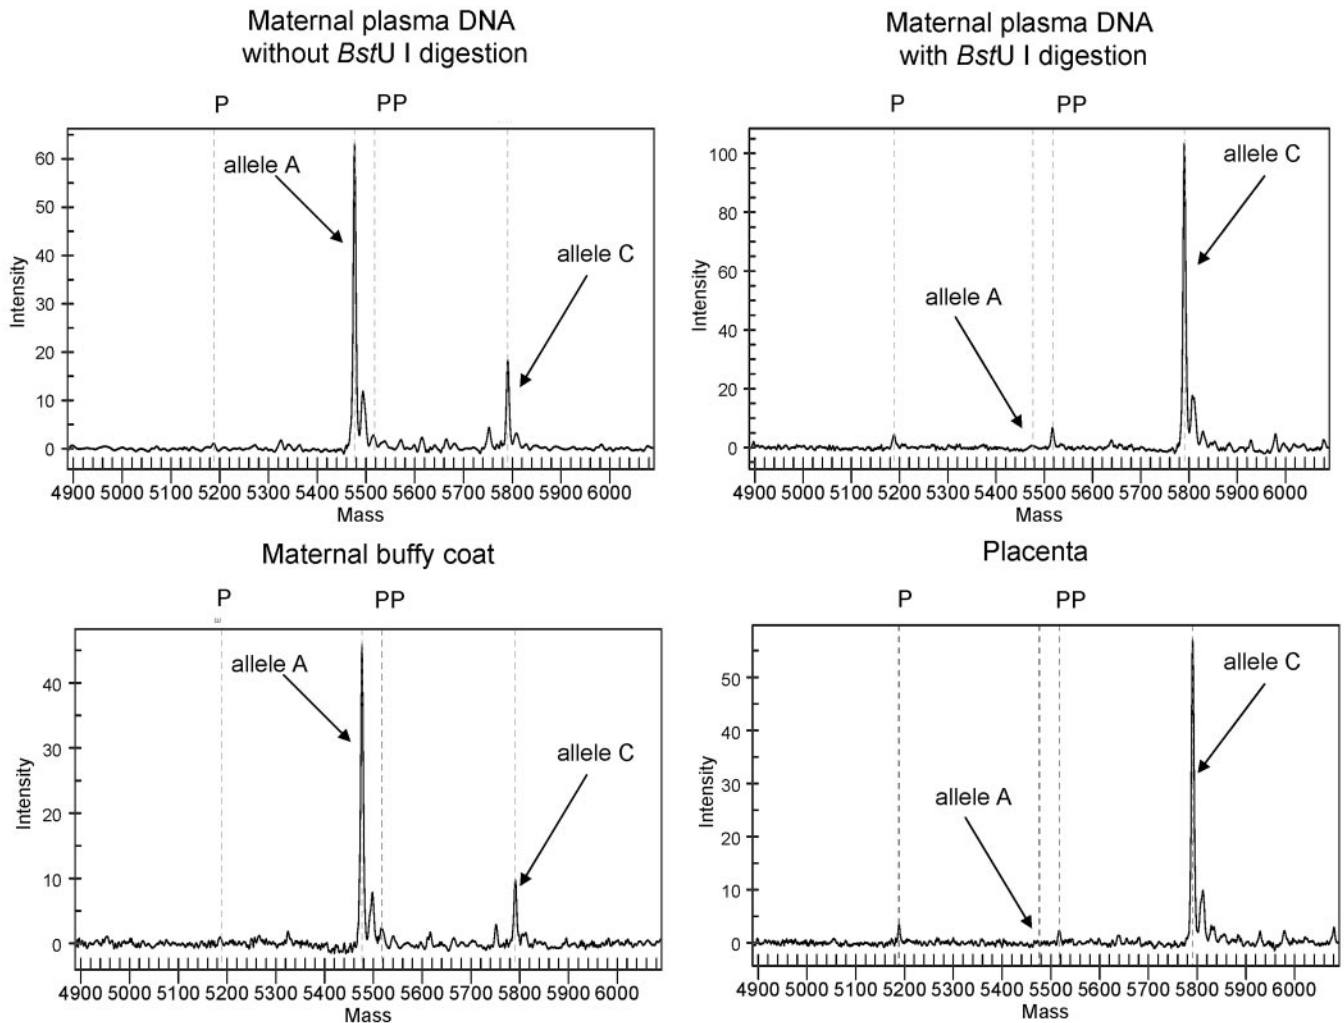 Maternal plasma DNA
without BstU I digestion
P PP
allele A
allele C
Intensity
60
50
40
30
20
10
0
4900 5000 5100 5200 5300 5400 5500 5600 5700 5800 5900 6000
Mass
Maternal plasma DNA
with BstU I digestion
P PP
allele C
allele A
Intensity
100
80
60
40
20
0
4900 5000 5100 5200 5300 5400 5500 5600 5700 5800 5900 6000
Mass
Maternal buffy coat
P PP
allele A
allele C
Intensity
40
30
20
10
0
4900 5000 5100 5200 5300 5400 5500 5600 5700 5800 5900 6000
Mass
Placenta
P PP
allele C
allele A
Intensity
50
40
30
20
10
0
4900 5000 5100 5200 5300 5400 5500 5600 5700 5800 5900 6000
Mass